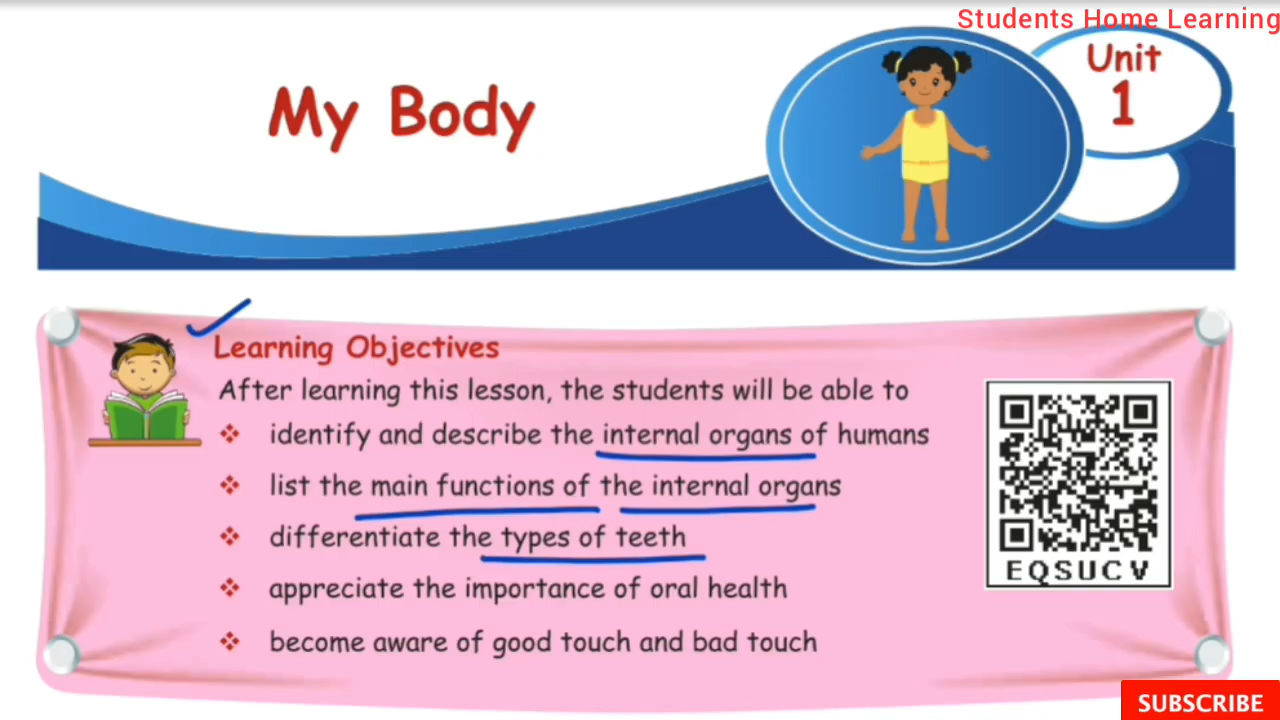 Students Home Learning
Unit
1
My Body
Learning Objectives
After learning this lesson, the students will be able to
❖ identify and describe the internal organs of humans
❖ list the main functions of the internal organs
❖ differentiate the types of teeth
❖ appreciate the importance of oral health
❖ become aware of good touch and bad touch
EQSUCV
SUBSCRIBE